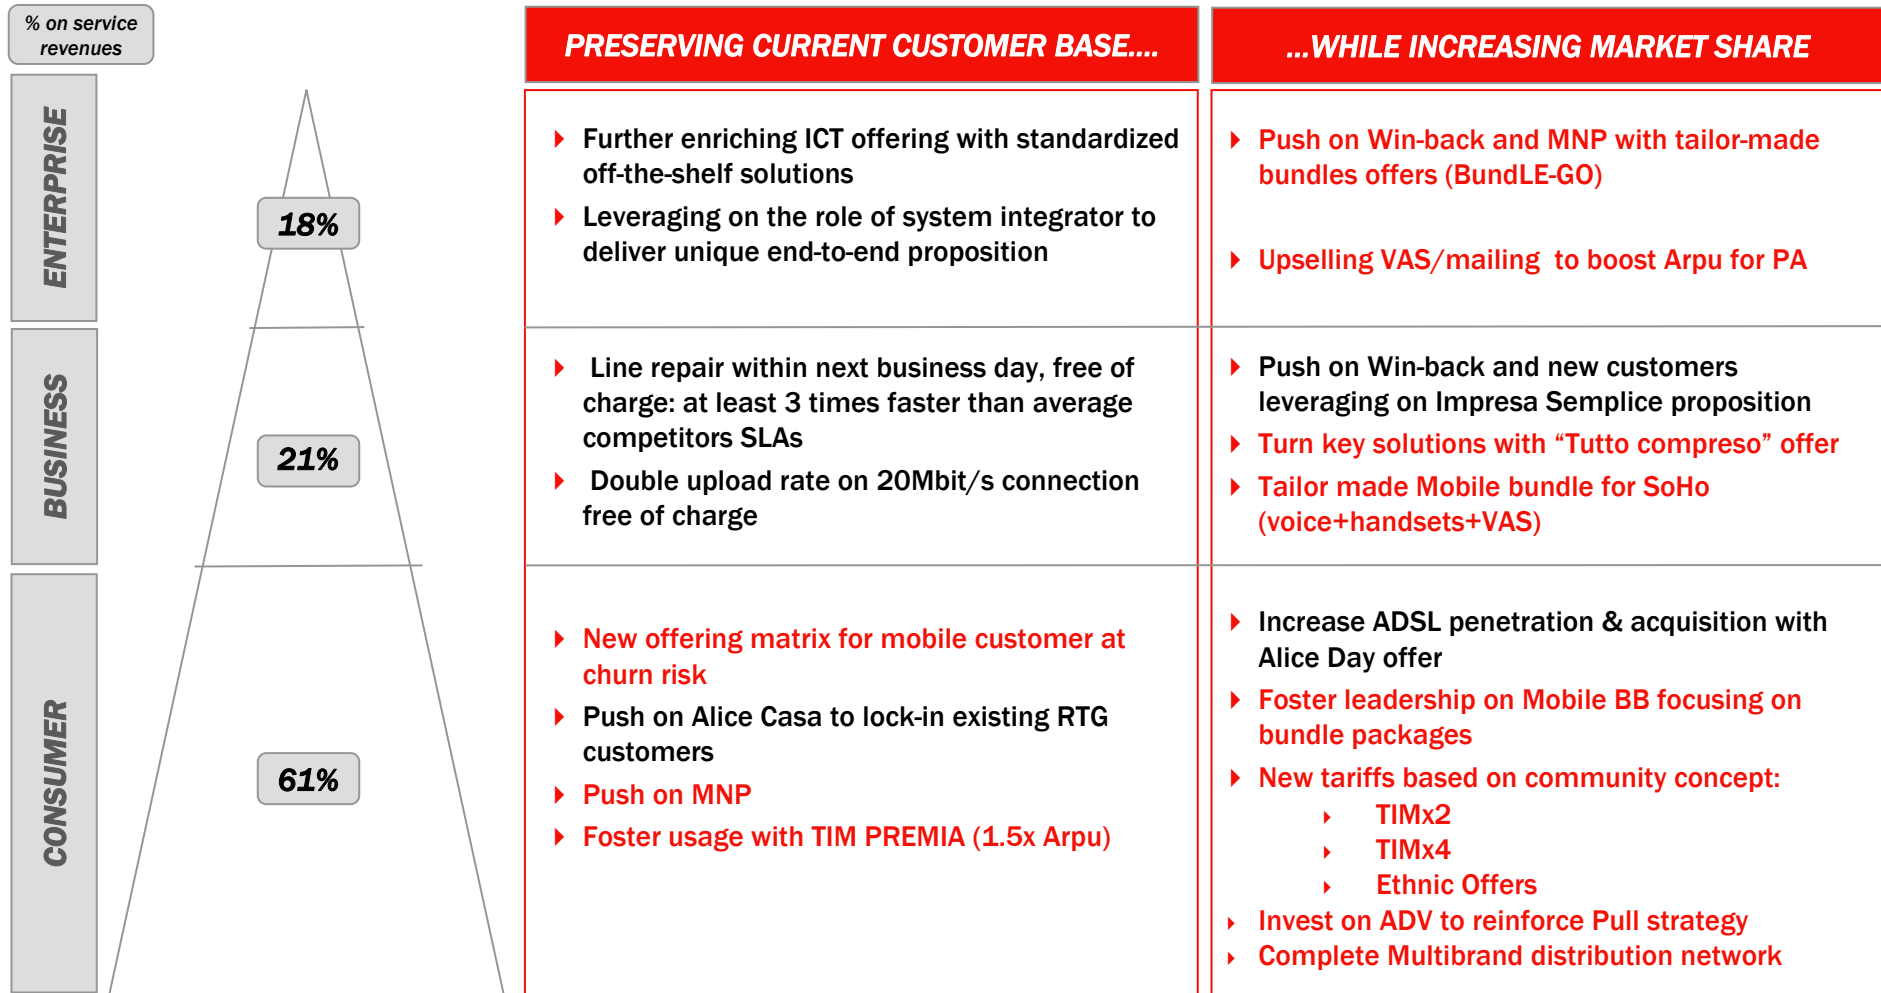 % on service
revenues
PRESERVING CURRENT CUSTOMER BASE....
...WHILE INCREASING MARKET SHARE
ENTERPRISE
18%
Further enriching ICT offering with standardized
off-the-shelf solutions
Leveraging on the role of system integrator to
deliver unique end-to-end proposition
Push on Win-back and MNP with tailor-made
bundles offers (BundLE-GO)
Upselling VAS/mailing to boost Arpu for PA
BUSINESS
21%
Line repair within next business day, free of
charge: at least 3 times faster than average
competitors SLAs
Double upload rate on 20Mbit/s connection
free of charge
Push on Win-back and new customers
leveraging on Impresa Semplice proposition
Turn key solutions with “Tutto compreso” offer
Tailor made Mobile bundle for SoHo
(voice+handsets+VAS)
CONSUMER
61%
New offering matrix for mobile customer at
churn risk
Push on Alice Casa to lock-in existing RTG
customers
Push on MNP
Foster usage with TIM PREMIA (1.5x Arpu)
Increase ADSL penetration & acquisition with
Alice Day offer
Foster leadership on Mobile BB focusing on
bundle packages
New tariffs based on community concept:
TIMx2
TIMx4
Ethnic Offers
Invest on ADV to reinforce Pull strategy
Complete Multibrand distribution network